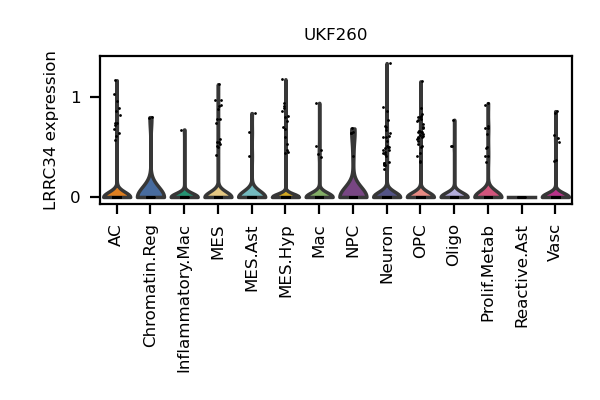 UKF260
LRRC34 expression
1
0
AC
Chromatin.Reg
Inflammatory.Mac
MES
MES.Ast
MES.Hyp
Mac
NPC
Neuron
OPC
Oligo
Prolif.Metab
Reactive.Ast
Vasc